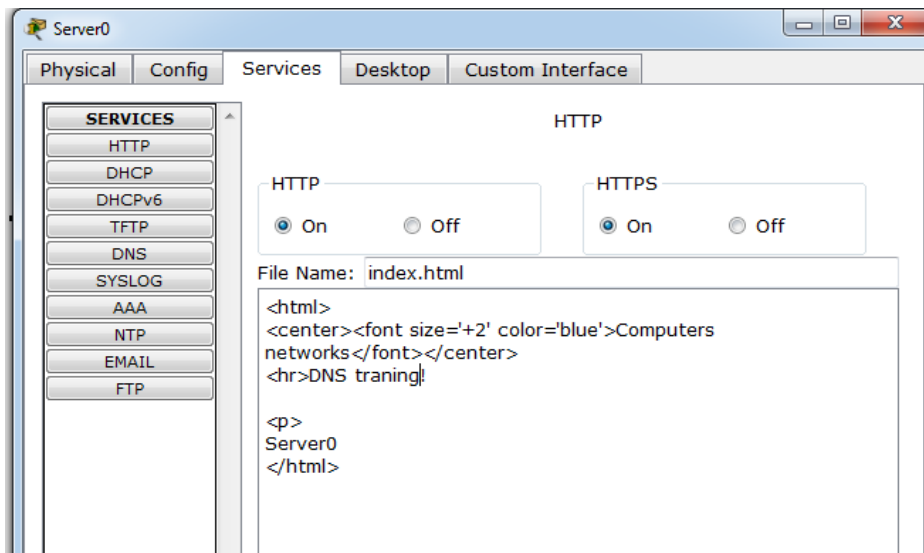 Server0
Physical Config Services Desktop Custom Interface
SERVICES
HTTP
DHCP
DHCPv6
TFTP
DNS
SYSLOG
AAA
NTP
EMAIL
FTP
HTTP
HTTP
On Off
HTTPS
On Off
File Name: index.html
<html>
<center><font size='+2' color='blue'>Computers
networks</font></center>
<hr>DNS traning!
<p>
Server0
</html>